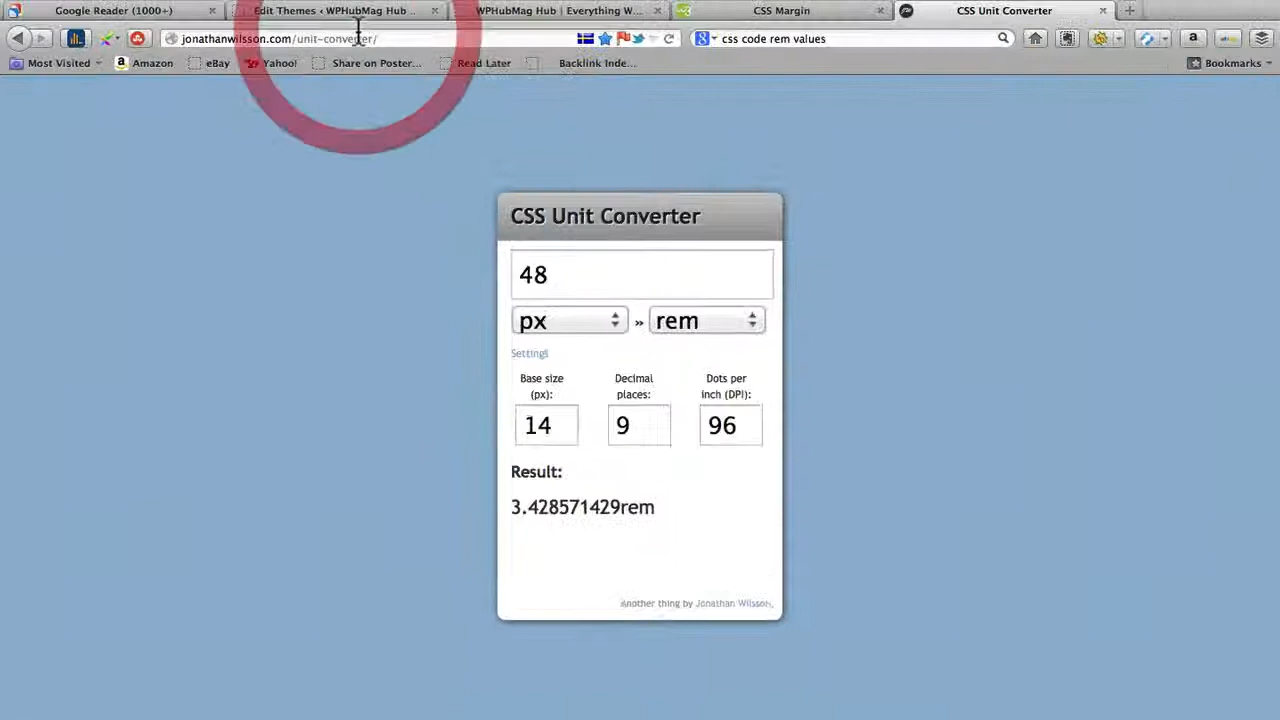 Google Reader (1000+)
Edit Themes ‹ WPHubMag Hub ...
WPHubMag Hub | Everything W...
CSS Margin
CSS Unit Converter
jonathanwilsson.com/unit-converter/
css code rem values
Most Visited
Amazon
eBay
Yahoo!
Share on Poster...
Read Later
Backlink Inde...
Bookmarks
CSS Unit Converter
48
px » rem
Settings
Base size (px):
Decimal places:
Dots per inch (DPI):
14
9
96
Result:
3.428571429rem
Another thing by Jonathan Wilsson.